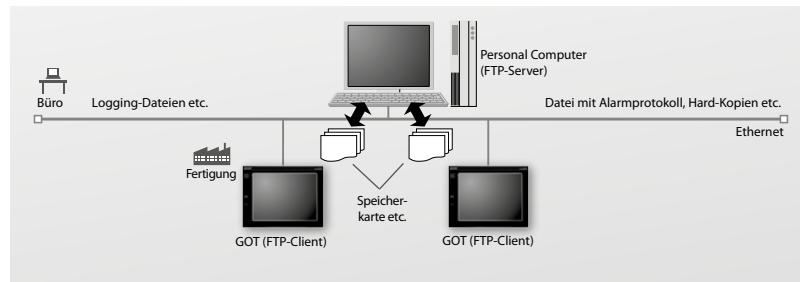 Personal Computer
(FTP-Server)
Büro
Logging-Dateien etc.
Datei mit Alarmprotokoll, Hard-Kopien etc.
Ethernet
Fertigung
Speicher-
karte etc.
GOT (FTP-Client)
GOT (FTP-Client)